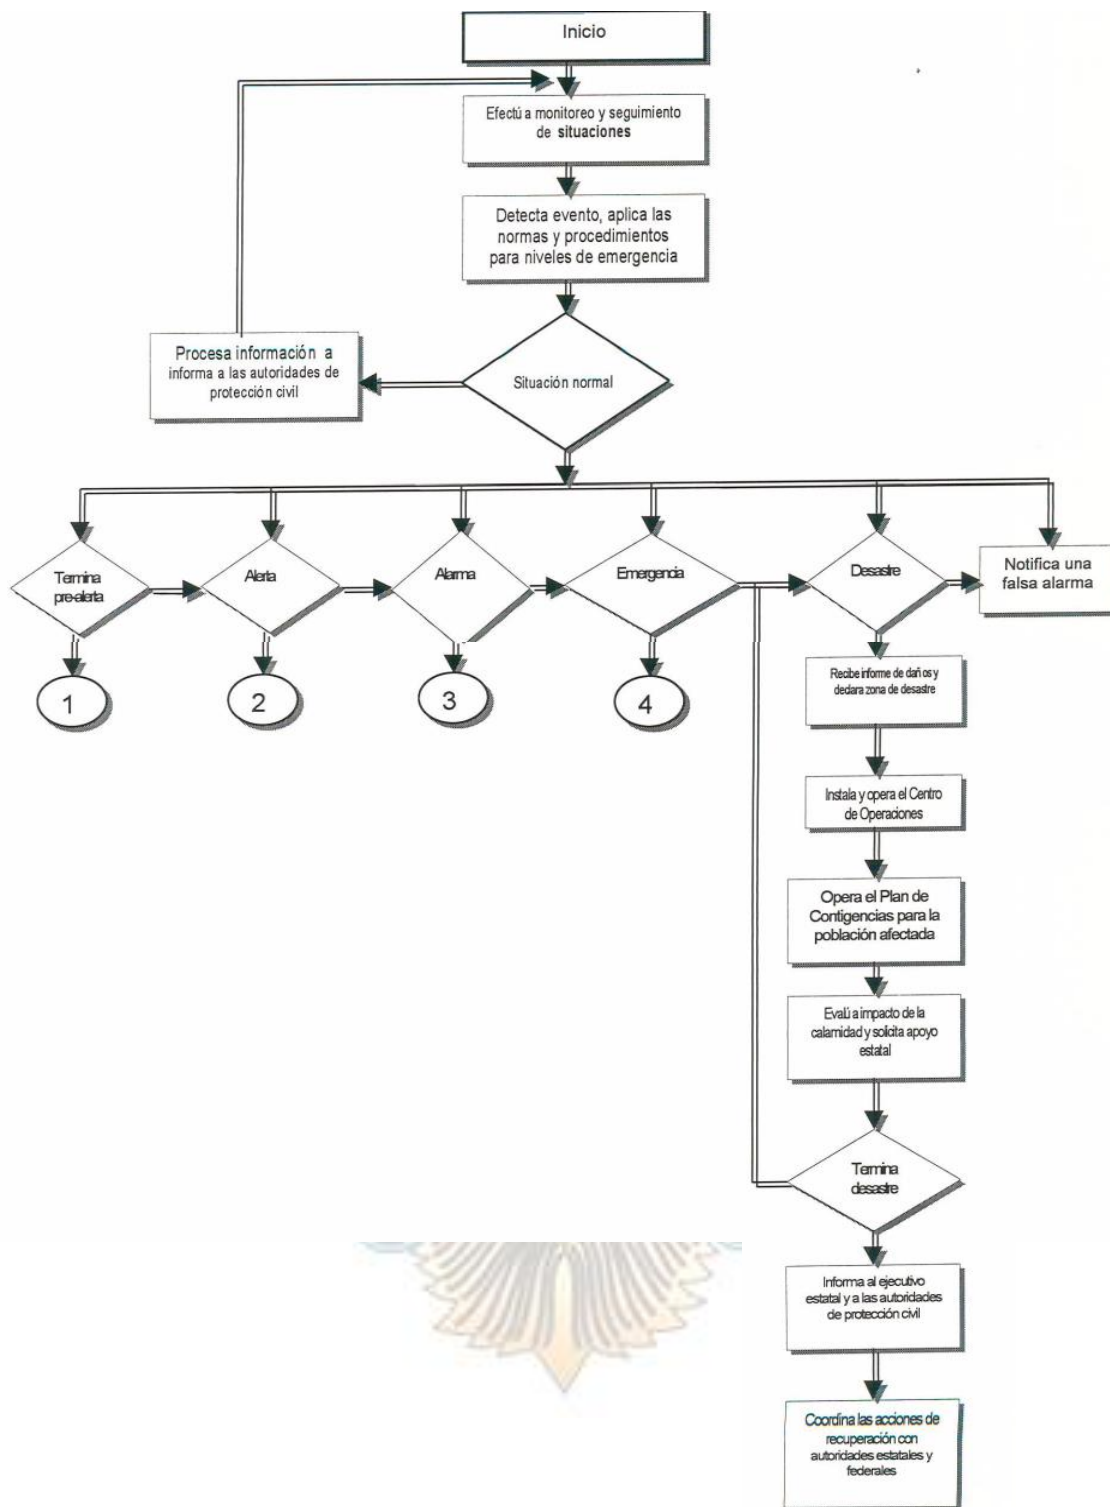 Inicio
Efectú a monitoreo y seguimiento
de situaciones
Detecta evento, aplica las
normas y procedimientos
para niveles de emergencia
Procesa información a
informa a las autoridades de
protección civil
Situación normal
Termina
pre-alerta
Alerta
Alarma
Emergencia
Desastre
Notifica una
falsa alarma
1
2
3
4
Recibe informe de dañ os y
declara zona de desastre
Instala y opera el Centro
de Operaciones
Opera el Plan de
Contigencias para la
población afectada
Evalú a impacto de la
calamidad y solicita apoyo
estatal
Termina
desastre
Informa al ejecutivo
estatal y a las autoridades
de protección civil
Coordina las acciones de
recuperación con
autoridades estatales y
federales